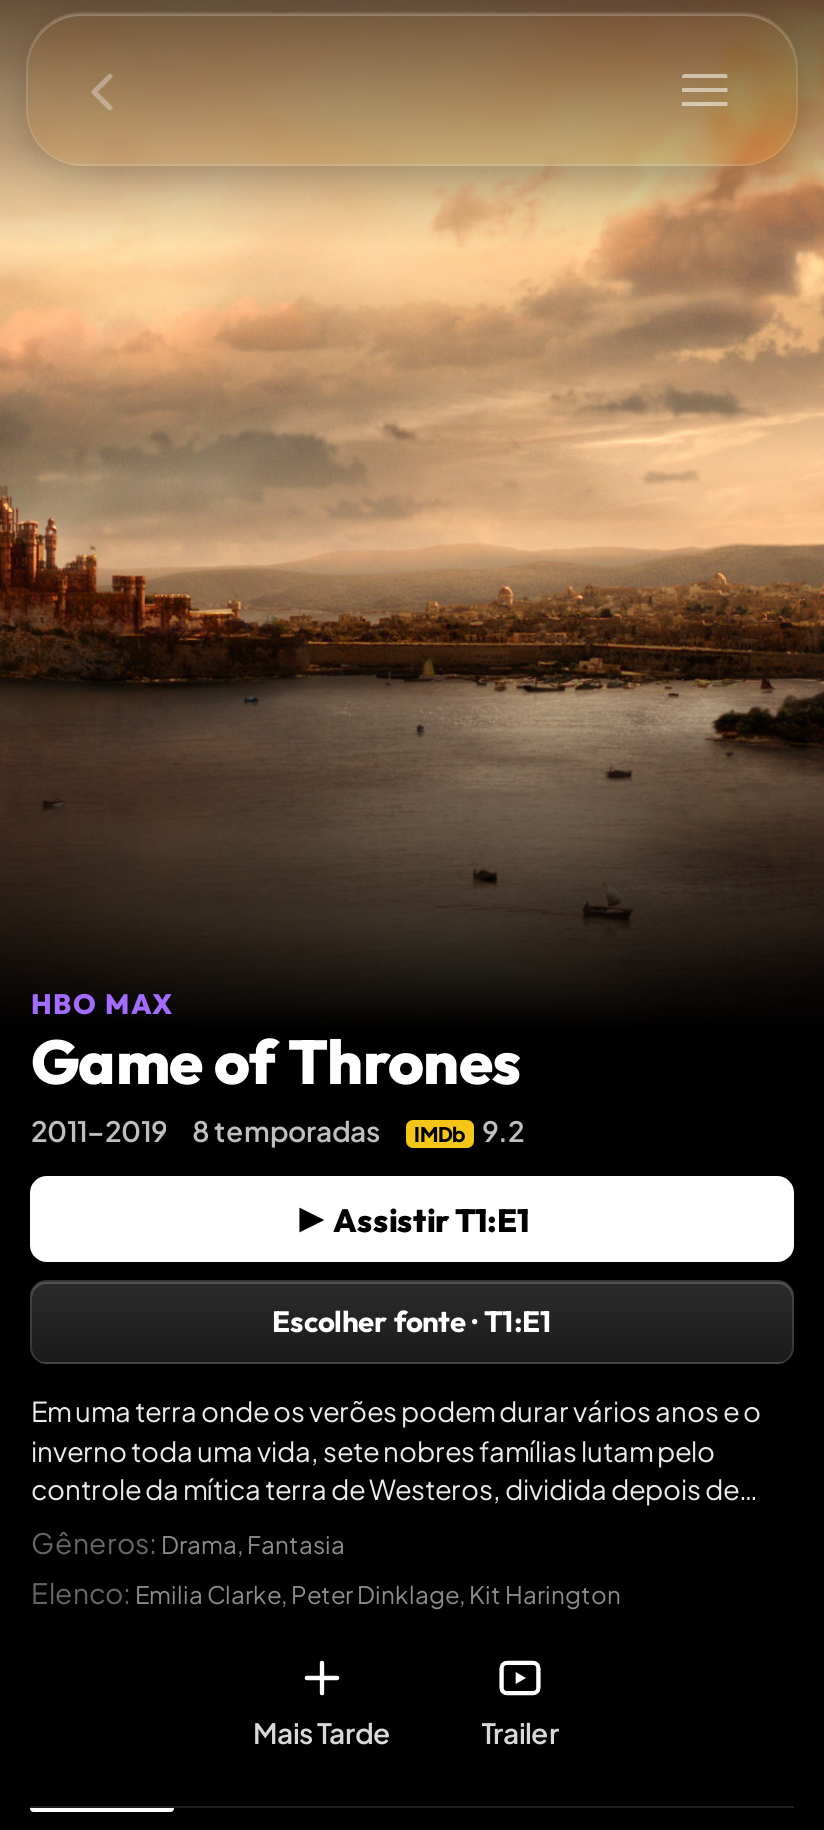 HBO MAX
Game of Thrones
2011–2019 8 temporadas IMDb 9.2
▶ Assistir T1:E1
Escolher fonte · T1:E1
Em uma terra onde os verões podem durar vários anos e o
inverno toda uma vida, sete nobres famílias lutam pelo
controle da mítica terra de Westeros, dividida depois de…
Gêneros: Drama, Fantasia
Elenco: Emilia Clarke, Peter Dinklage, Kit Harington
Mais Tarde Trailer